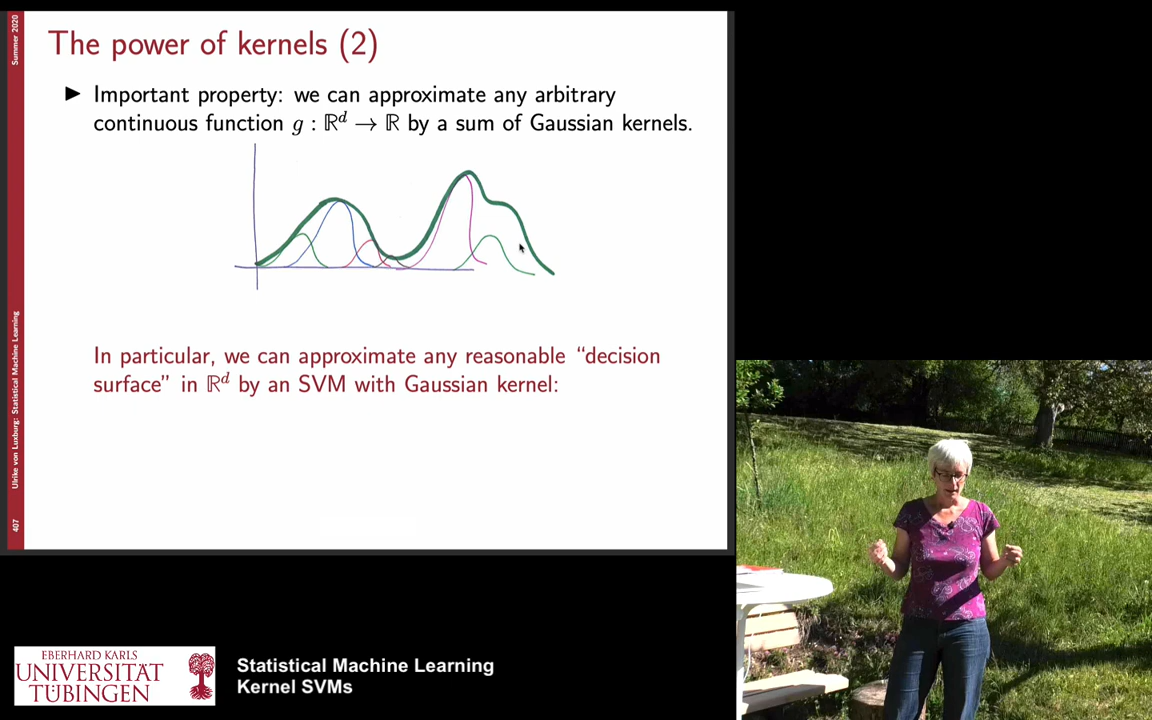 Summer 2020
Ulrike von Luxburg: Statistical Machine Learning
407
The power of kernels (2)
▶ Important property: we can approximate any arbitrary
continuous function g : ℝᵈ → ℝ by a sum of Gaussian kernels.
In particular, we can approximate any reasonable “decision
surface” in ℝᵈ by an SVM with Gaussian kernel:
EBERHARD KARLS
UNIVERSITÄT
TÜBINGEN
Statistical Machine Learning
Kernel SVMs